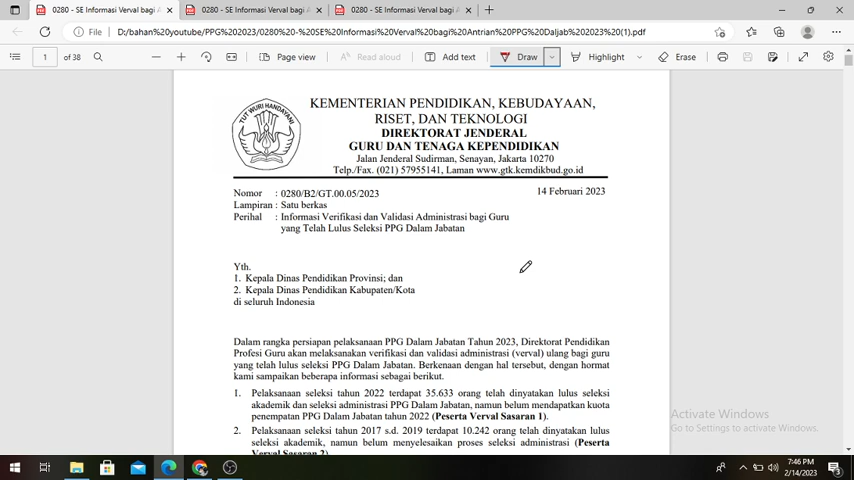 0280 - SE Informasi Verval bagi A
0280 - SE Informasi Verval bagi A
0280 - SE Informasi Verval bagi A
File D:/bahan%20youtube/PPG%202023/0280%20-%20SE%20Informasi%20Verval%20bagi%20Antrian%20PPG%20Daljab%202023%20(1).pdf
1 of 38 Page view Read aloud Add text Draw Highlight Erase
TUT WURI HANDAYANI
KEMENTERIAN PENDIDIKAN, KEBUDAYAAN,
RISET, DAN TEKNOLOGI
DIREKTORAT JENDERAL
GURU DAN TENAGA KEPENDIDIKAN
Jalan Jenderal Sudirman, Senayan, Jakarta 10270
Telp./Fax. (021) 57955141, Laman www.gtk.kemdikbud.go.id
Nomor : 0280/B2/GT.00.05/2023 14 Februari 2023
Lampiran : Satu berkas
Perihal : Informasi Verifikasi dan Validasi Administrasi bagi Guru
yang Telah Lulus Seleksi PPG Dalam Jabatan
Yth.
1. Kepala Dinas Pendidikan Provinsi; dan
2. Kepala Dinas Pendidikan Kabupaten/Kota
di seluruh Indonesia
Dalam rangka persiapan pelaksanaan PPG Dalam Jabatan Tahun 2023, Direktorat Pendidikan
Profesi Guru akan melaksanakan verifikasi dan validasi administrasi (verval) ulang bagi guru
yang telah lulus seleksi PPG Dalam Jabatan. Berkenaan dengan hal tersebut, dengan hormat
kami sampaikan beberapa informasi sebagai berikut.
1. Pelaksanaan seleksi tahun 2022 terdapat 35.633 orang telah dinyatakan lulus seleksi
akademik dan seleksi administrasi PPG Dalam Jabatan, namun belum mendapatkan kuota
penempatan PPG Dalam Jabatan tahun 2022 (Peserta Verval Sasaran 1).
2. Pelaksanaan seleksi tahun 2017 s.d. 2019 terdapat 10.242 orang telah dinyatakan lulus
seleksi akademik, namun belum menyelesaikan proses seleksi administrasi (Peserta
Verval Sasaran 2).
Activate Windows
Go to Settings to activate Windows.
7:46 PM
2/14/2023
3